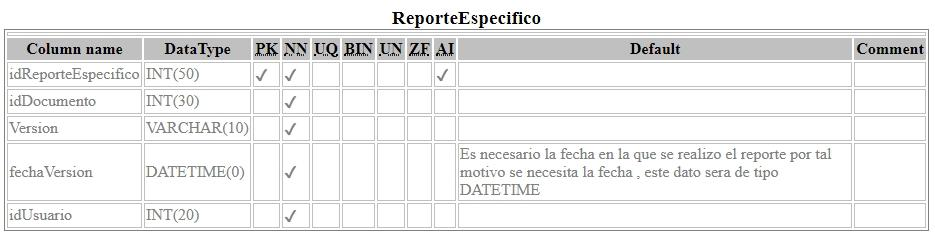 ReporteEspecifico
Column name DataType PK NN UQ BIN UN ZF AI Default Comment
idReporteEspecifico INT(50) ✓ ✓ ✓
idDocumento INT(30) ✓
Version VARCHAR(10) ✓
fechaVersion DATETIME(0) ✓ Es necesario la fecha en la que se realizo el reporte por tal
motivo se necesita la fecha , este dato sera de tipo
DATETIME
idUsuario INT(20) ✓